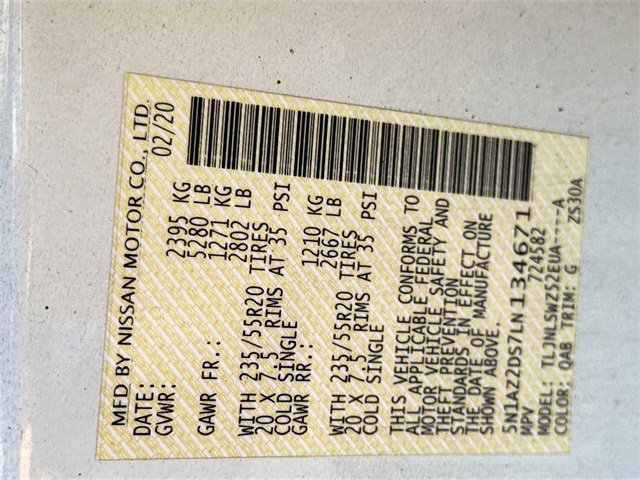 MFD BY NISSAN MOTOR CO., LTD.
DATE: 02/20
GVWR: 2395 KG
5280 LB
GAWR FR.: 1271 KG
2802 LB
WITH 235/55R20 TIRES
20 X 7.5 RIMS AT 35 PSI
COLD SINGLE
GAWR RR.: 1210 KG
2667 LB
WITH 235/55R20 TIRES
20 X 7.5 RIMS AT 35 PSI
COLD SINGLE
THIS VEHICLE CONFORMS TO
ALL APPLICABLE FEDERAL
MOTOR VEHICLE SAFETY AND
THEFT PREVENTION
STANDARDS IN EFFECT ON
THE DATE OF MANUFACTURE
SHOWN ABOVE.
5N1AZ2DS7LN134671
MPV 724582
MODEL: TLJNLSWZ52EUA----A
COLOR: QAB TRIM: G ZS30A